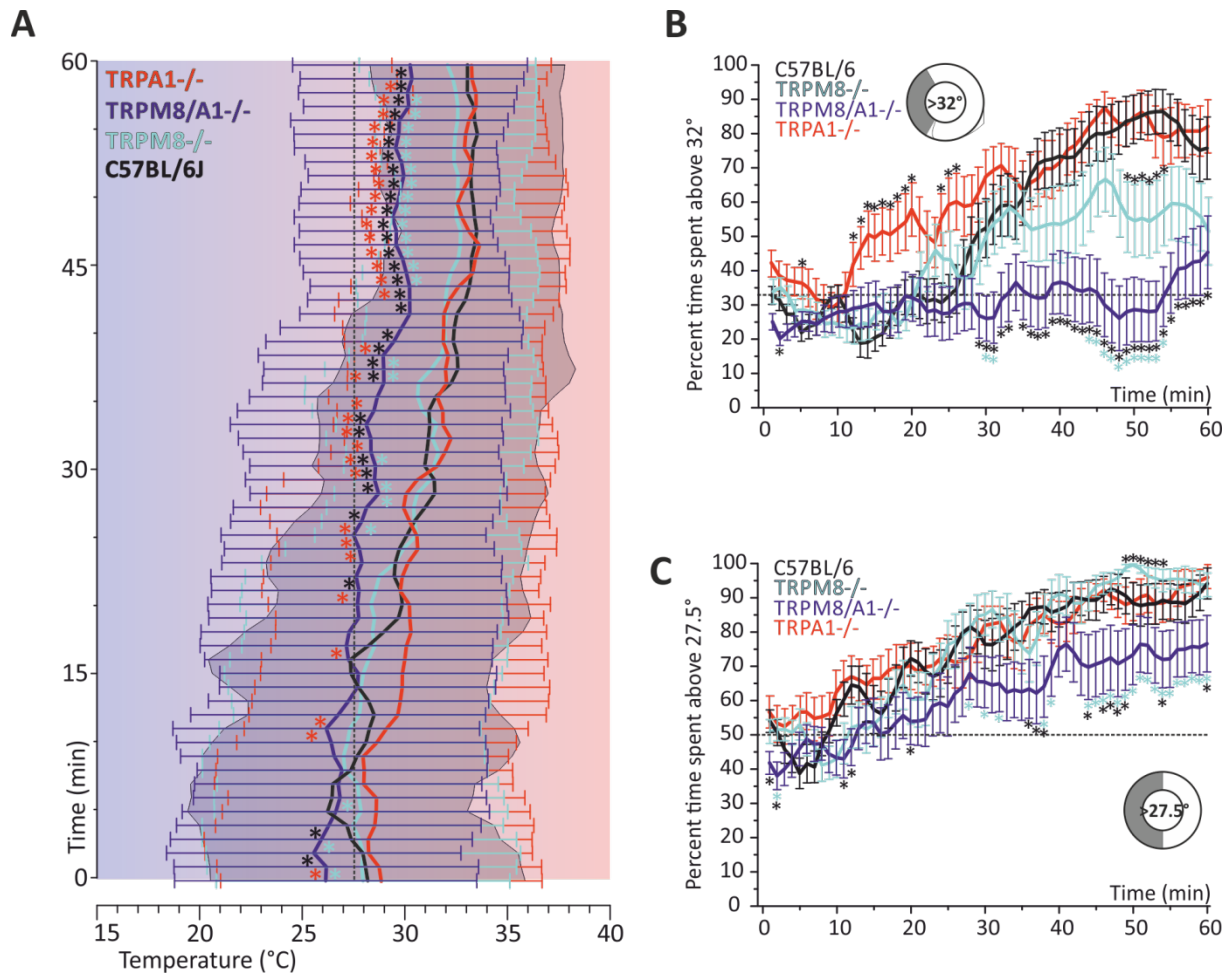 A
60
TRPA1-/-
TRPM8/A1-/-
TRPM8-/-
C57BL/6J
45
30
15
0
Time (min)
15 20 25 30 35 40
Temperature (°C)
B
C57BL/6
TRPM8-/-
TRPM8/A1-/-
TRPA1-/-
>32°
100
90
80
70
60
50
40
30
20
10
0
Percent time spent above 32°
Time (min)
0 10 20 30 40 50 60
C
C57BL/6
TRPM8-/-
TRPM8/A1-/-
TRPA1-/-
100
90
80
70
60
50
40
30
20
10
0
Percent time spent above 27.5°
>27.5°
Time (min)
0 10 20 30 40 50 60